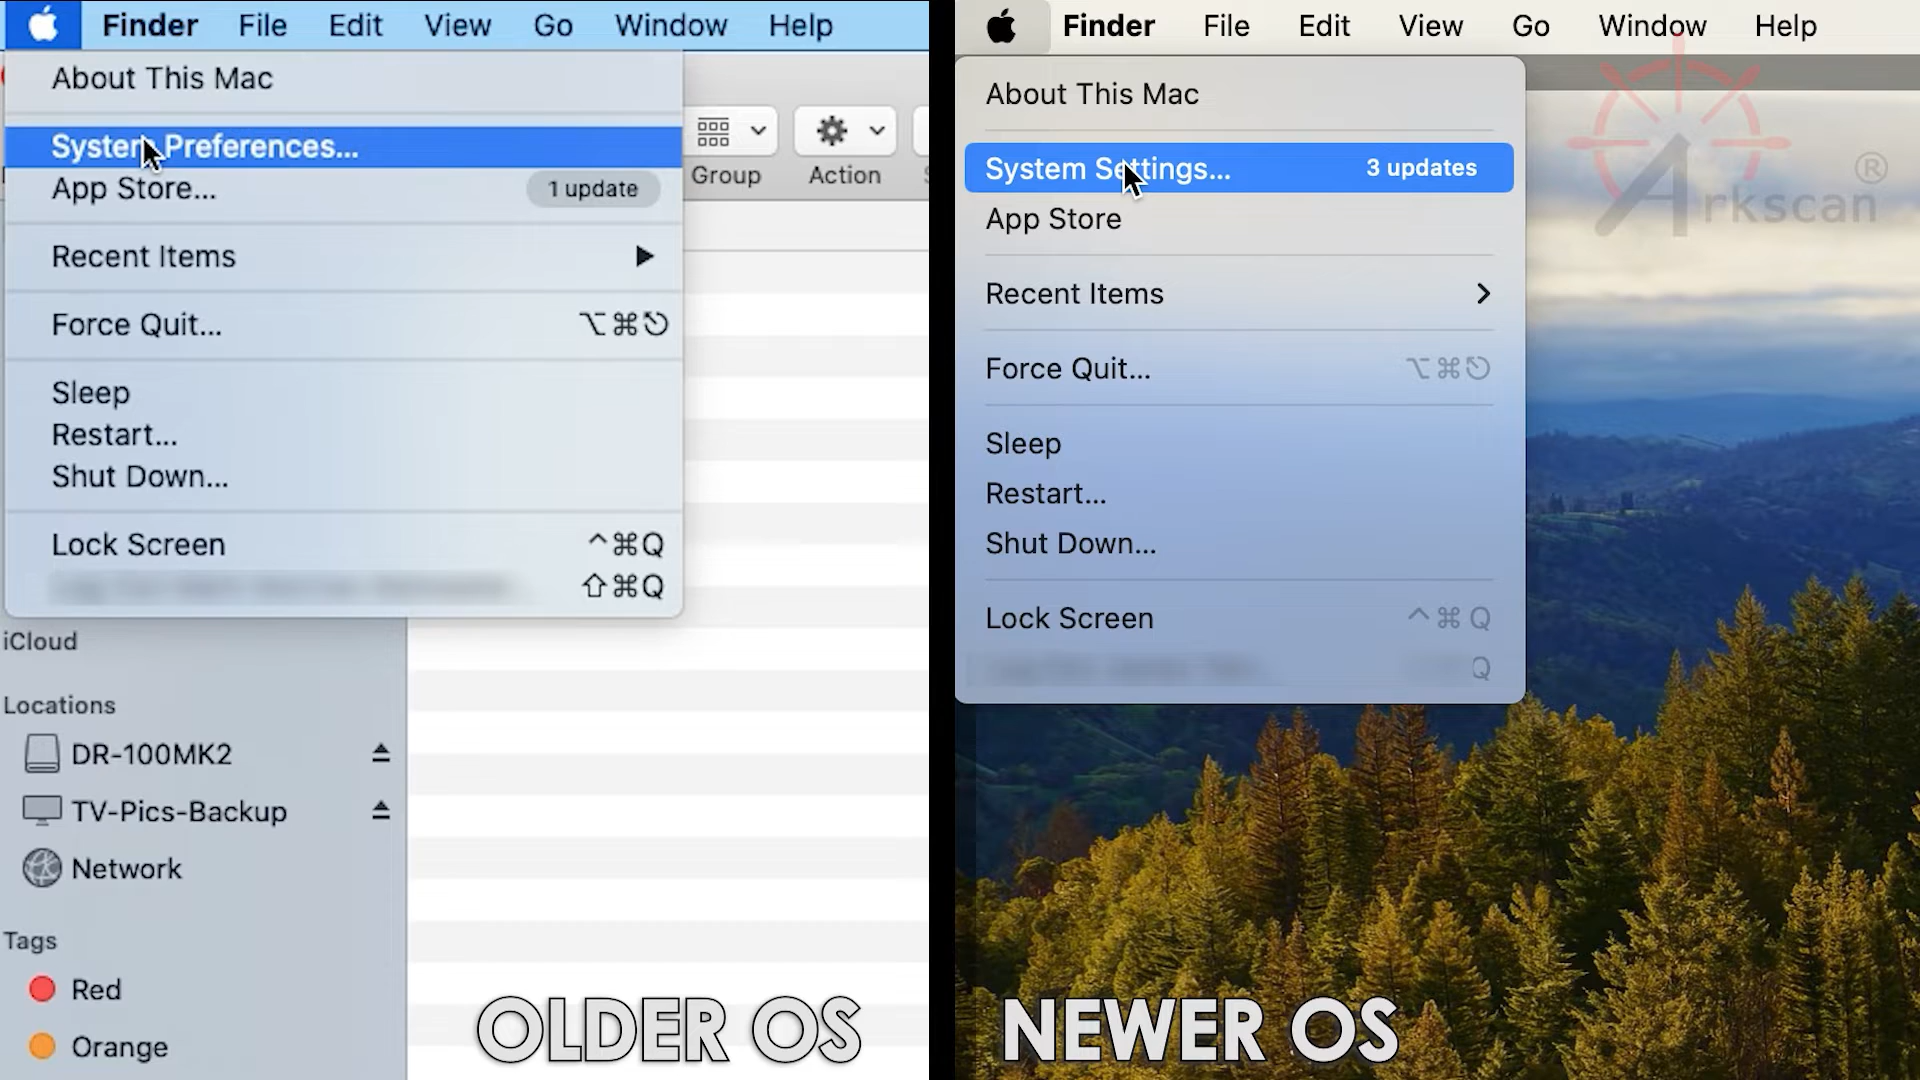 Finder File Edit View Go Window Help
About This Mac
System Preferences...
App Store... 1 update
Recent Items
Force Quit... ⌥⌘⎋
Sleep
Restart...
Shut Down...
Lock Screen ^⌘Q
⇧⌘Q
Group Action
iCloud
Locations
DR-100MK2
TV-Pics-Backup
Network
Tags
Red
Orange
OLDER OS
Finder File Edit View Go Window Help
About This Mac
System Settings... 3 updates
App Store
Recent Items
Force Quit... ⌥⌘⎋
Sleep
Restart...
Shut Down...
Lock Screen ^⌘Q
Q
Arkscan®
NEWER OS